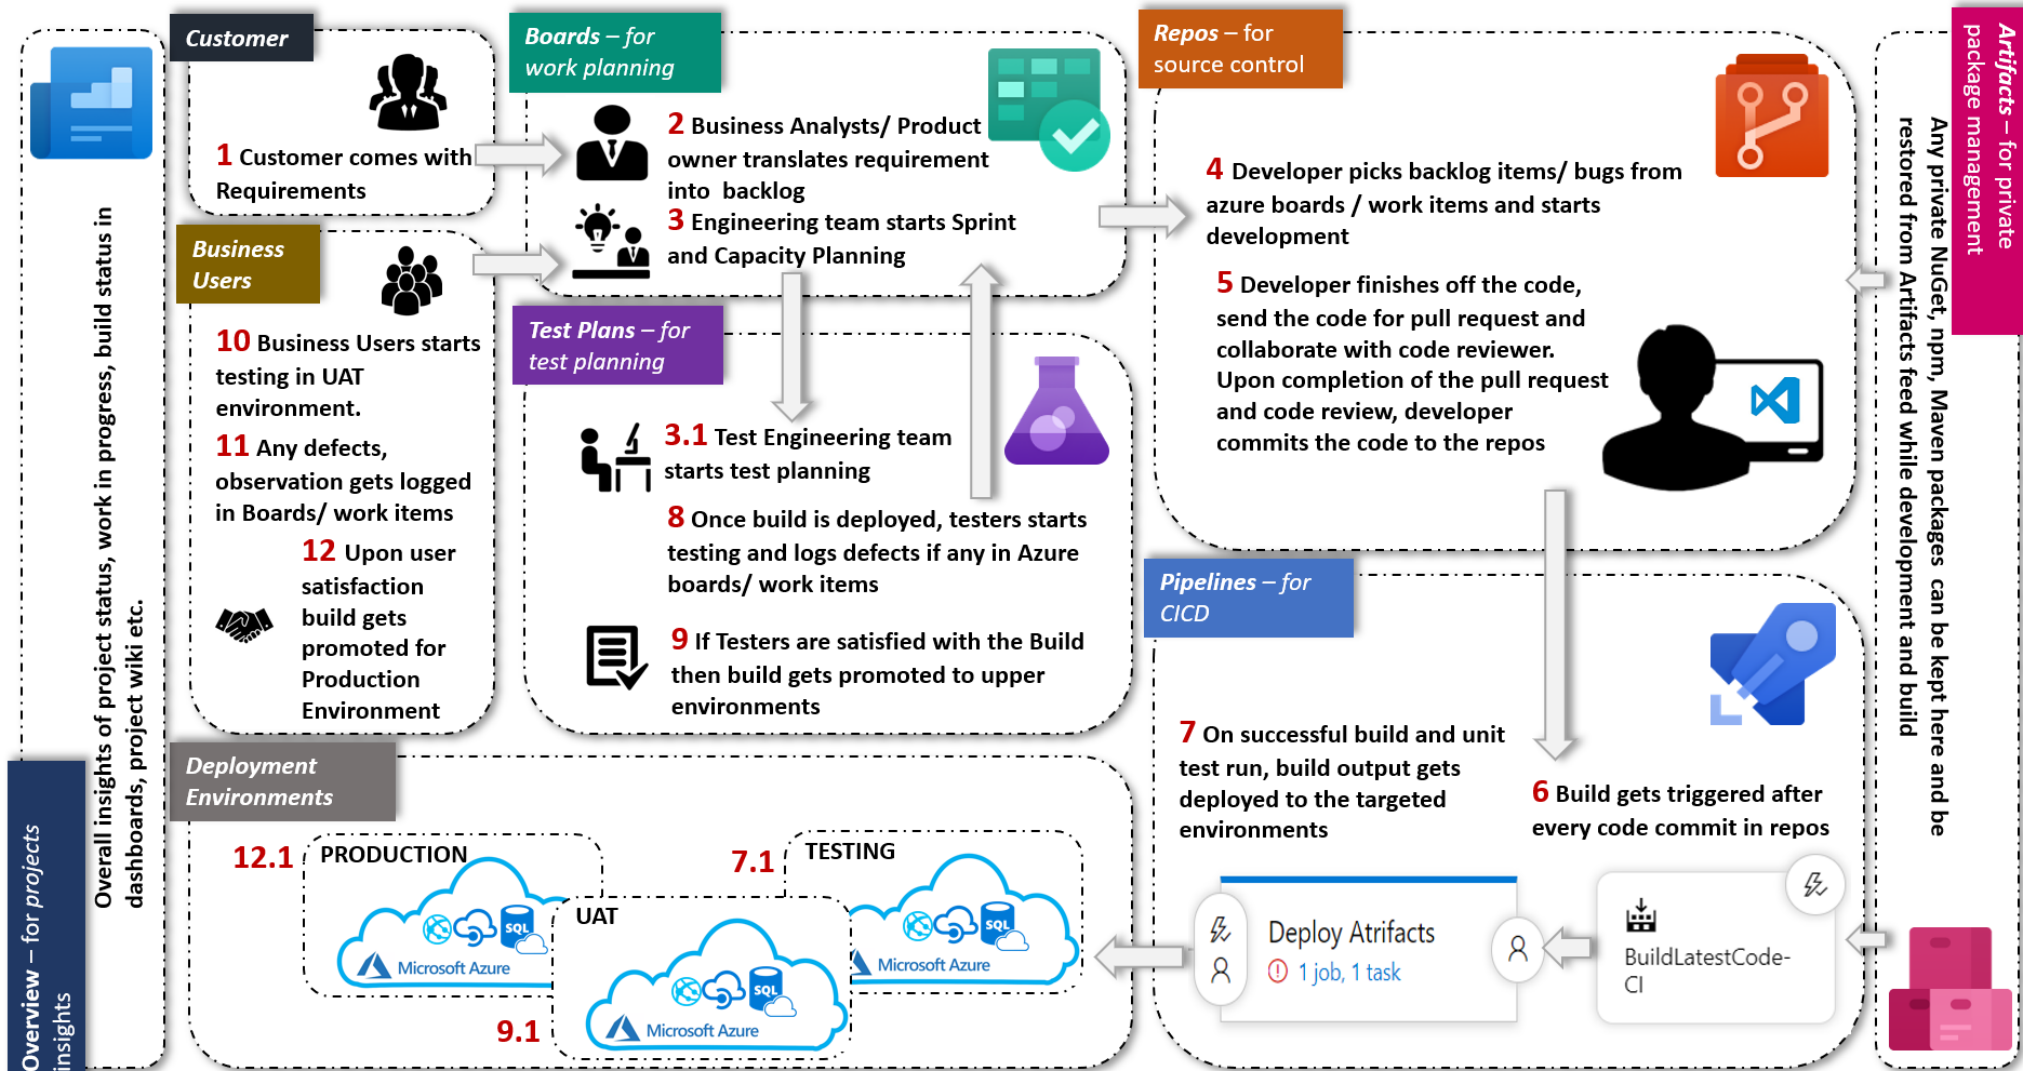 Overview – for projects
insights
Overall insights of project status, work in progress, build status in
dashboards, project wiki etc.
Customer
1 Customer comes with
Requirements
Business
Users
10 Business Users starts
testing in UAT
environment.
11 Any defects,
observation gets logged
in Boards/ work items
12 Upon user
satisfaction
build gets
promoted for
Production
Environment
Boards – for
work planning
2 Business Analysts/ Product
owner translates requirement
into backlog
3 Engineering team starts Sprint
and Capacity Planning
Test Plans – for
test planning
3.1 Test Engineering team
starts test planning
8 Once build is deployed, testers starts
testing and logs defects if any in Azure
boards/ work items
9 If Testers are satisfied with the Build
then build gets promoted to upper
environments
Repos – for
source control
4 Developer picks backlog items/ bugs from
azure boards / work items and starts
development
5 Developer finishes off the code,
send the code for pull request and
collaborate with code reviewer.
Upon completion of the pull request
and code review, developer
commits the code to the repos
Pipelines – for
CICD
7 On successful build and unit
test run, build output gets
deployed to the targeted
environments
6 Build gets triggered after
every code commit in repos
Deploy Atrifacts
1 job, 1 task
BuildLatestCode-
CI
Deployment
Environments
12.1
PRODUCTION
SQL
Microsoft Azure
9.1
UAT
SQL
Microsoft Azure
7.1
TESTING
SQL
Microsoft Azure
Artifacts – for private
package management
Any private NuGet, npm, Maven packages can be kept here and be
restored from Artifacts feed while development and build